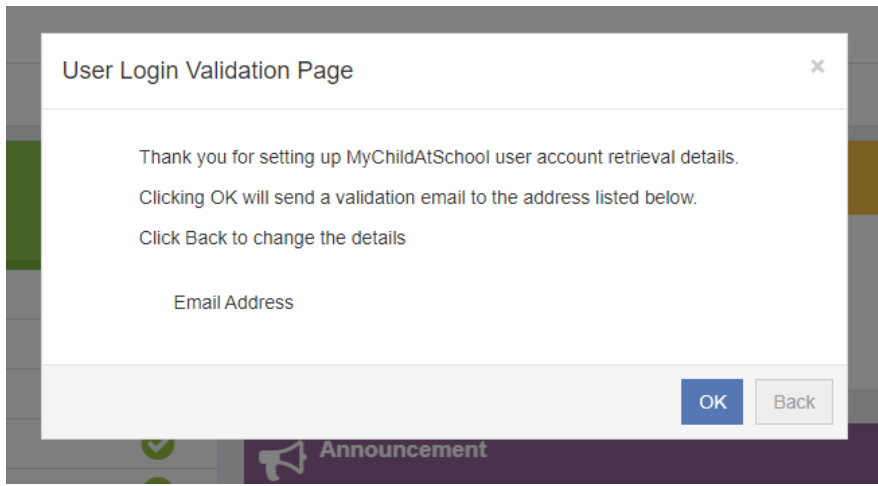 User Login Validation Page
×
Thank you for setting up MyChildAtSchool user account retrieval details.
Clicking OK will send a validation email to the address listed below.
Click Back to change the details
Email Address
OK Back
Announcement